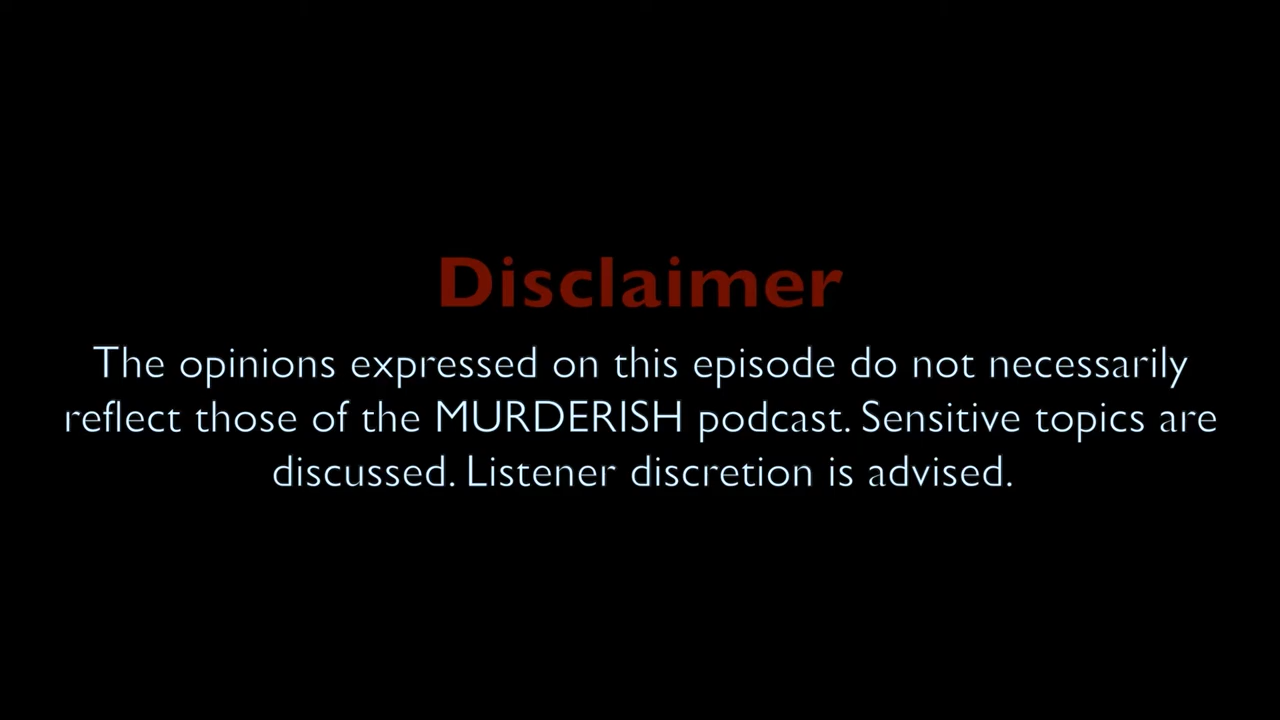 Disclaimer
The opinions expressed on this episode do not necessarily
reflect those of the MURDERISH podcast. Sensitive topics are
discussed. Listener discretion is advised.